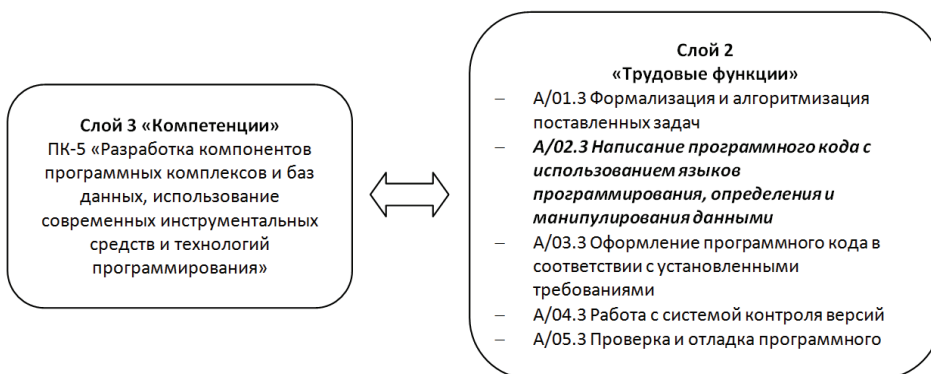 Слой 3 «Компетенции»
ПК-5 «Разработка компонентов
программных комплексов и баз
данных, использование
современных инструментальных
средств и технологий
программирования»
Слой 2
«Трудовые функции»
– А/01.3 Формализация и алгоритмизация
поставленных задач
– А/02.3 Написание программного кода с
использованием языков
программирования, определения и
манипулирования данными
– А/03.3 Оформление программного кода в
соответствии с установленными
требованиями
– А/04.3 Работа с системой контроля версий
– А/05.3 Проверка и отладка программного